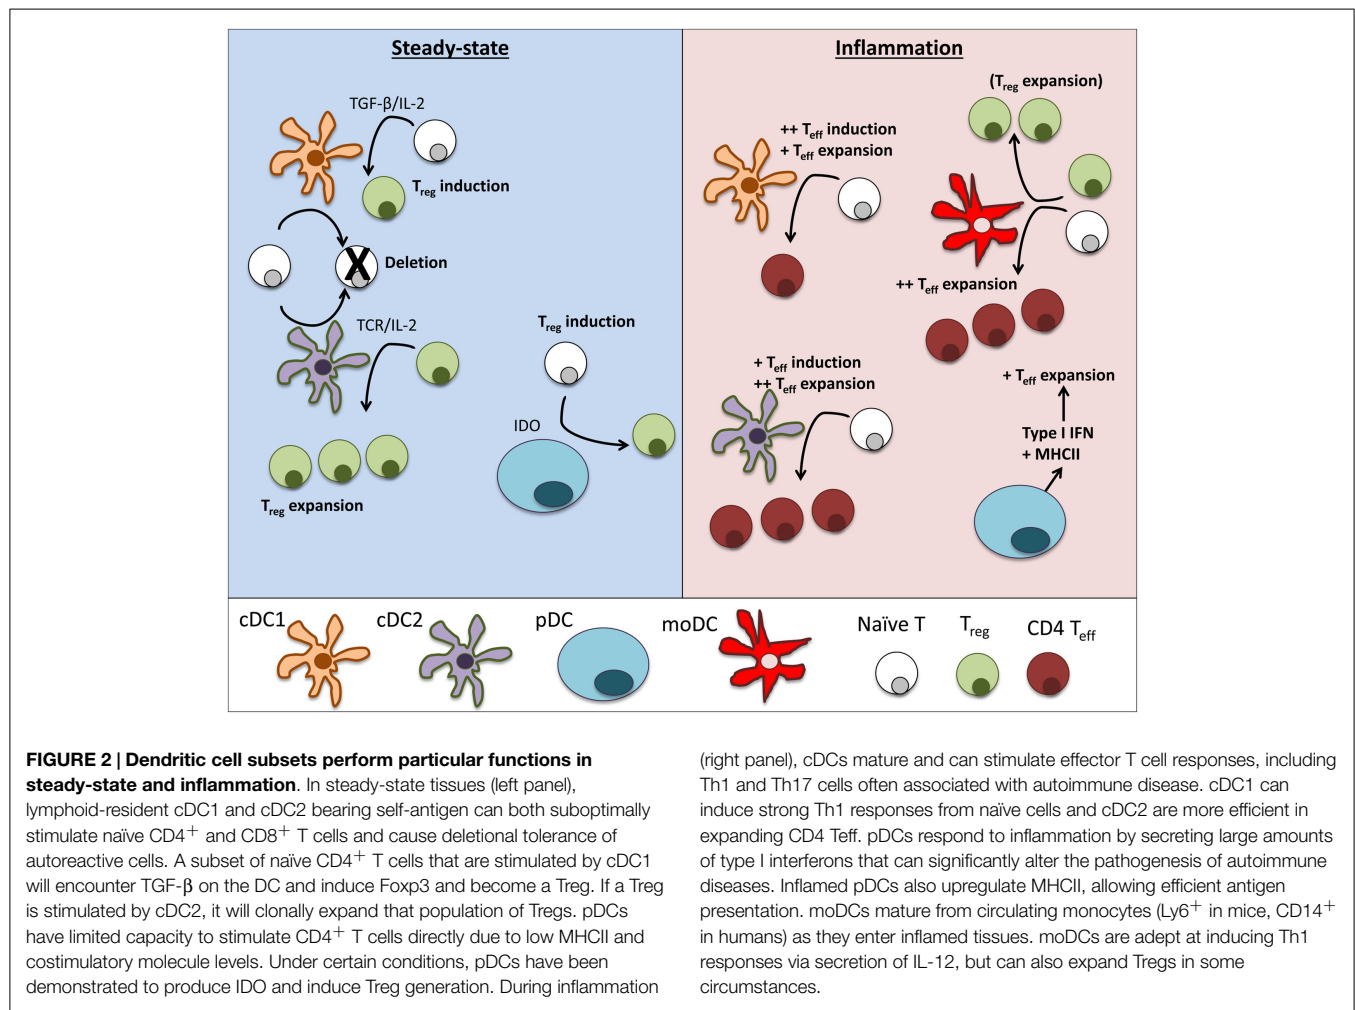 Steady-state
TGF-β/IL-2
Treg induction
Deletion
TCR/IL-2
Treg expansion
Treg induction
IDO
Inflammation
++ Teff induction
+ Teff expansion
(Treg expansion)
++ Teff expansion
+ Teff induction
++ Teff expansion
+ Teff expansion
Type I IFN
+ MHCII
cDC1
cDC2
pDC
moDC
Naïve T
Treg
CD4 Teff
FIGURE 2 | Dendritic cell subsets perform particular functions in
steady-state and inflammation. In steady-state tissues (left panel),
lymphoid-resident cDC1 and cDC2 bearing self-antigen can both suboptimally
stimulate naïve CD4+ and CD8+ T cells and cause deletional tolerance of
autoreactive cells. A subset of naïve CD4+ T cells that are stimulated by cDC1
will encounter TGF-β on the DC and induce Foxp3 and become a Treg. If a Treg
is stimulated by cDC2, it will clonally expand that population of Tregs. pDCs
have limited capacity to stimulate CD4+ T cells directly due to low MHCII and
costimulatory molecule levels. Under certain conditions, pDCs have been
demonstrated to produce IDO and induce Treg generation. During inflammation
(right panel), cDCs mature and can stimulate effector T cell responses, including
Th1 and Th17 cells often associated with autoimmune disease. cDC1 can
induce strong Th1 responses from naïve cells and cDC2 are more efficient in
expanding CD4 Teff. pDCs respond to inflammation by secreting large amounts
of type I interferons that can significantly alter the pathogenesis of autoimmune
diseases. Inflamed pDCs also upregulate MHCII, allowing efficient antigen
presentation. moDCs mature from circulating monocytes (Ly6+ in mice, CD14+
in humans) as they enter inflamed tissues. moDCs are adept at inducing Th1
responses via secretion of IL-12, but can also expand Tregs in some
circumstances.